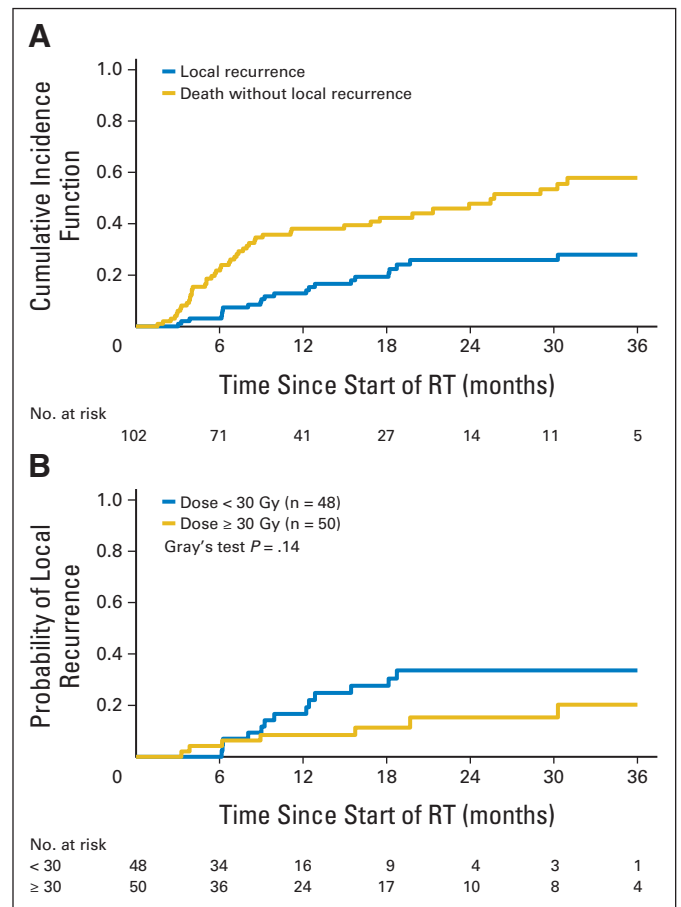 A
1.0
0.8
0.6
0.4
0.2
Cumulative Incidence
Function
Local recurrence
Death without local recurrence
0 6 12 18 24 30 36
Time Since Start of RT (months)
No. at risk
102 71 41 27 14 11 5
B
1.0
0.8
0.6
0.4
0.2
Probability of Local
Recurrence
Dose < 30 Gy (n = 48)
Dose ≥ 30 Gy (n = 50)
Gray's test P = .14
0 6 12 18 24 30 36
Time Since Start of RT (months)
No. at risk
< 30 48 34 16 9 4 3 1
≥ 30 50 36 24 17 10 8 4